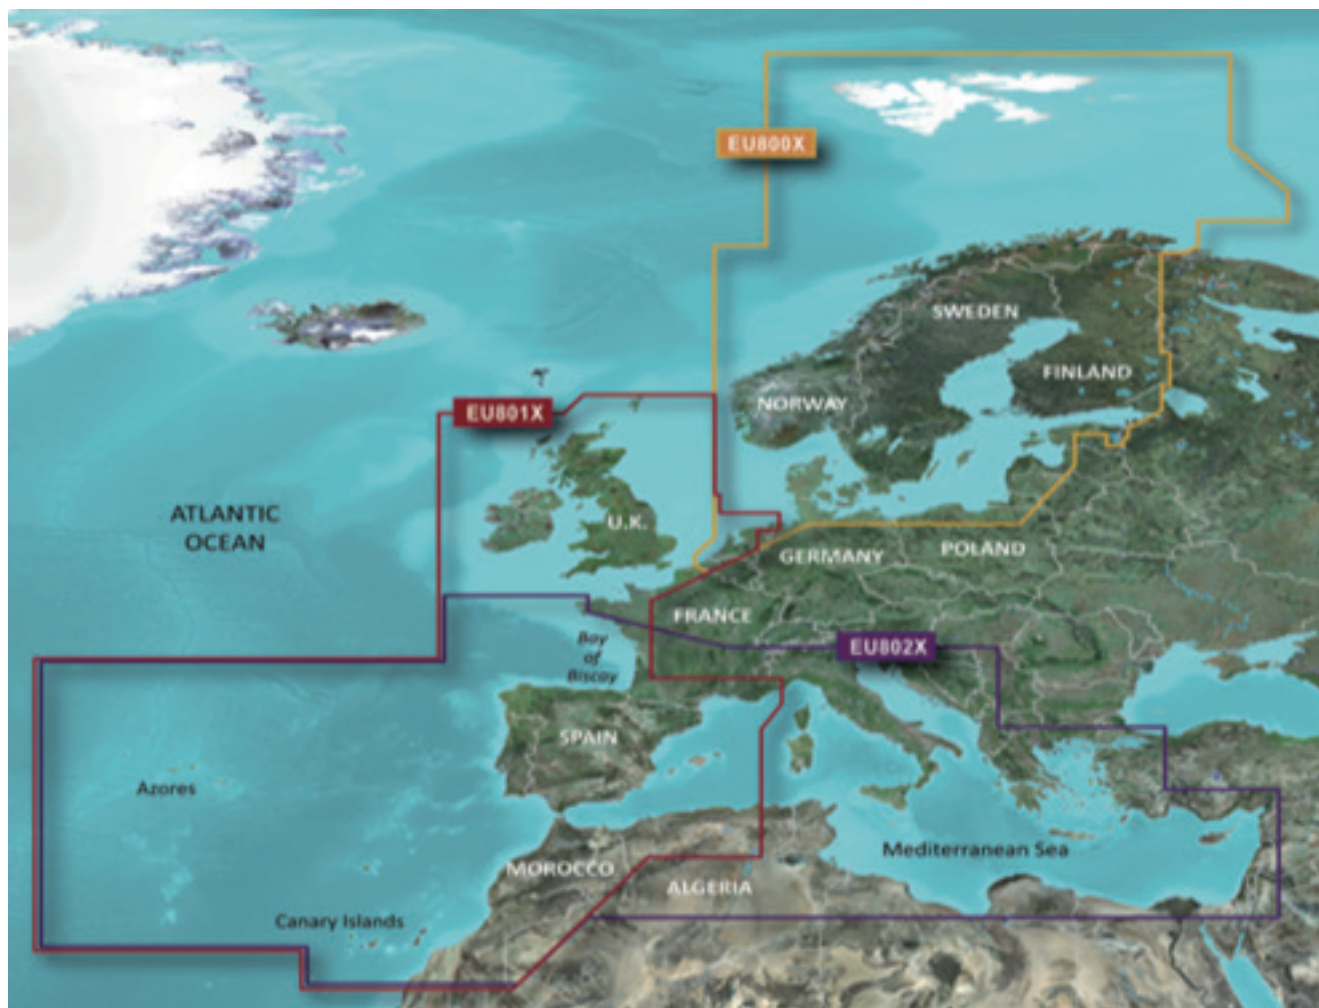 EU800X
SWEDEN
FINLAND
NORWAY
EU801X
ATLANTIC
OCEAN
U.K.
GERMANY
POLAND
FRANCE
Bay
of
Biscay
EU802X
SPAIN
Azores
Mediterranean Sea
MOROCCO
ALGERIA
Canary Islands